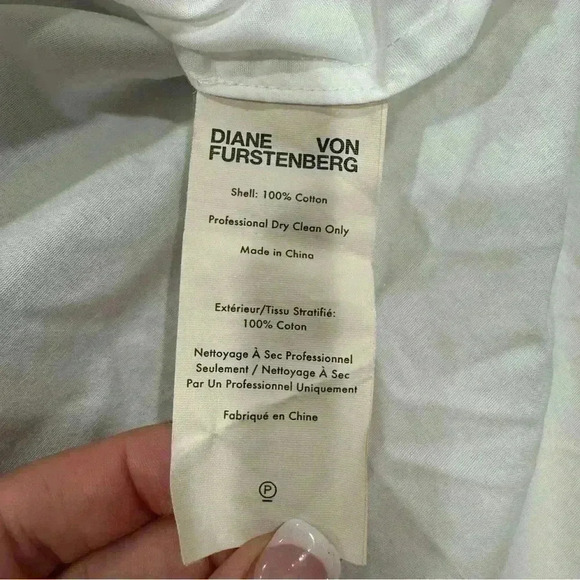 DIANE VON
FURSTENBERG
Shell: 100% Cotton
Professional Dry Clean Only
Made in China
Extérieur/Tissu Stratifié:
100% Coton
Nettoyage À Sec Professionnel
Seulement / Nettoyage À Sec
Par Un Professionnel Uniquement
Fabriqué en Chine
P